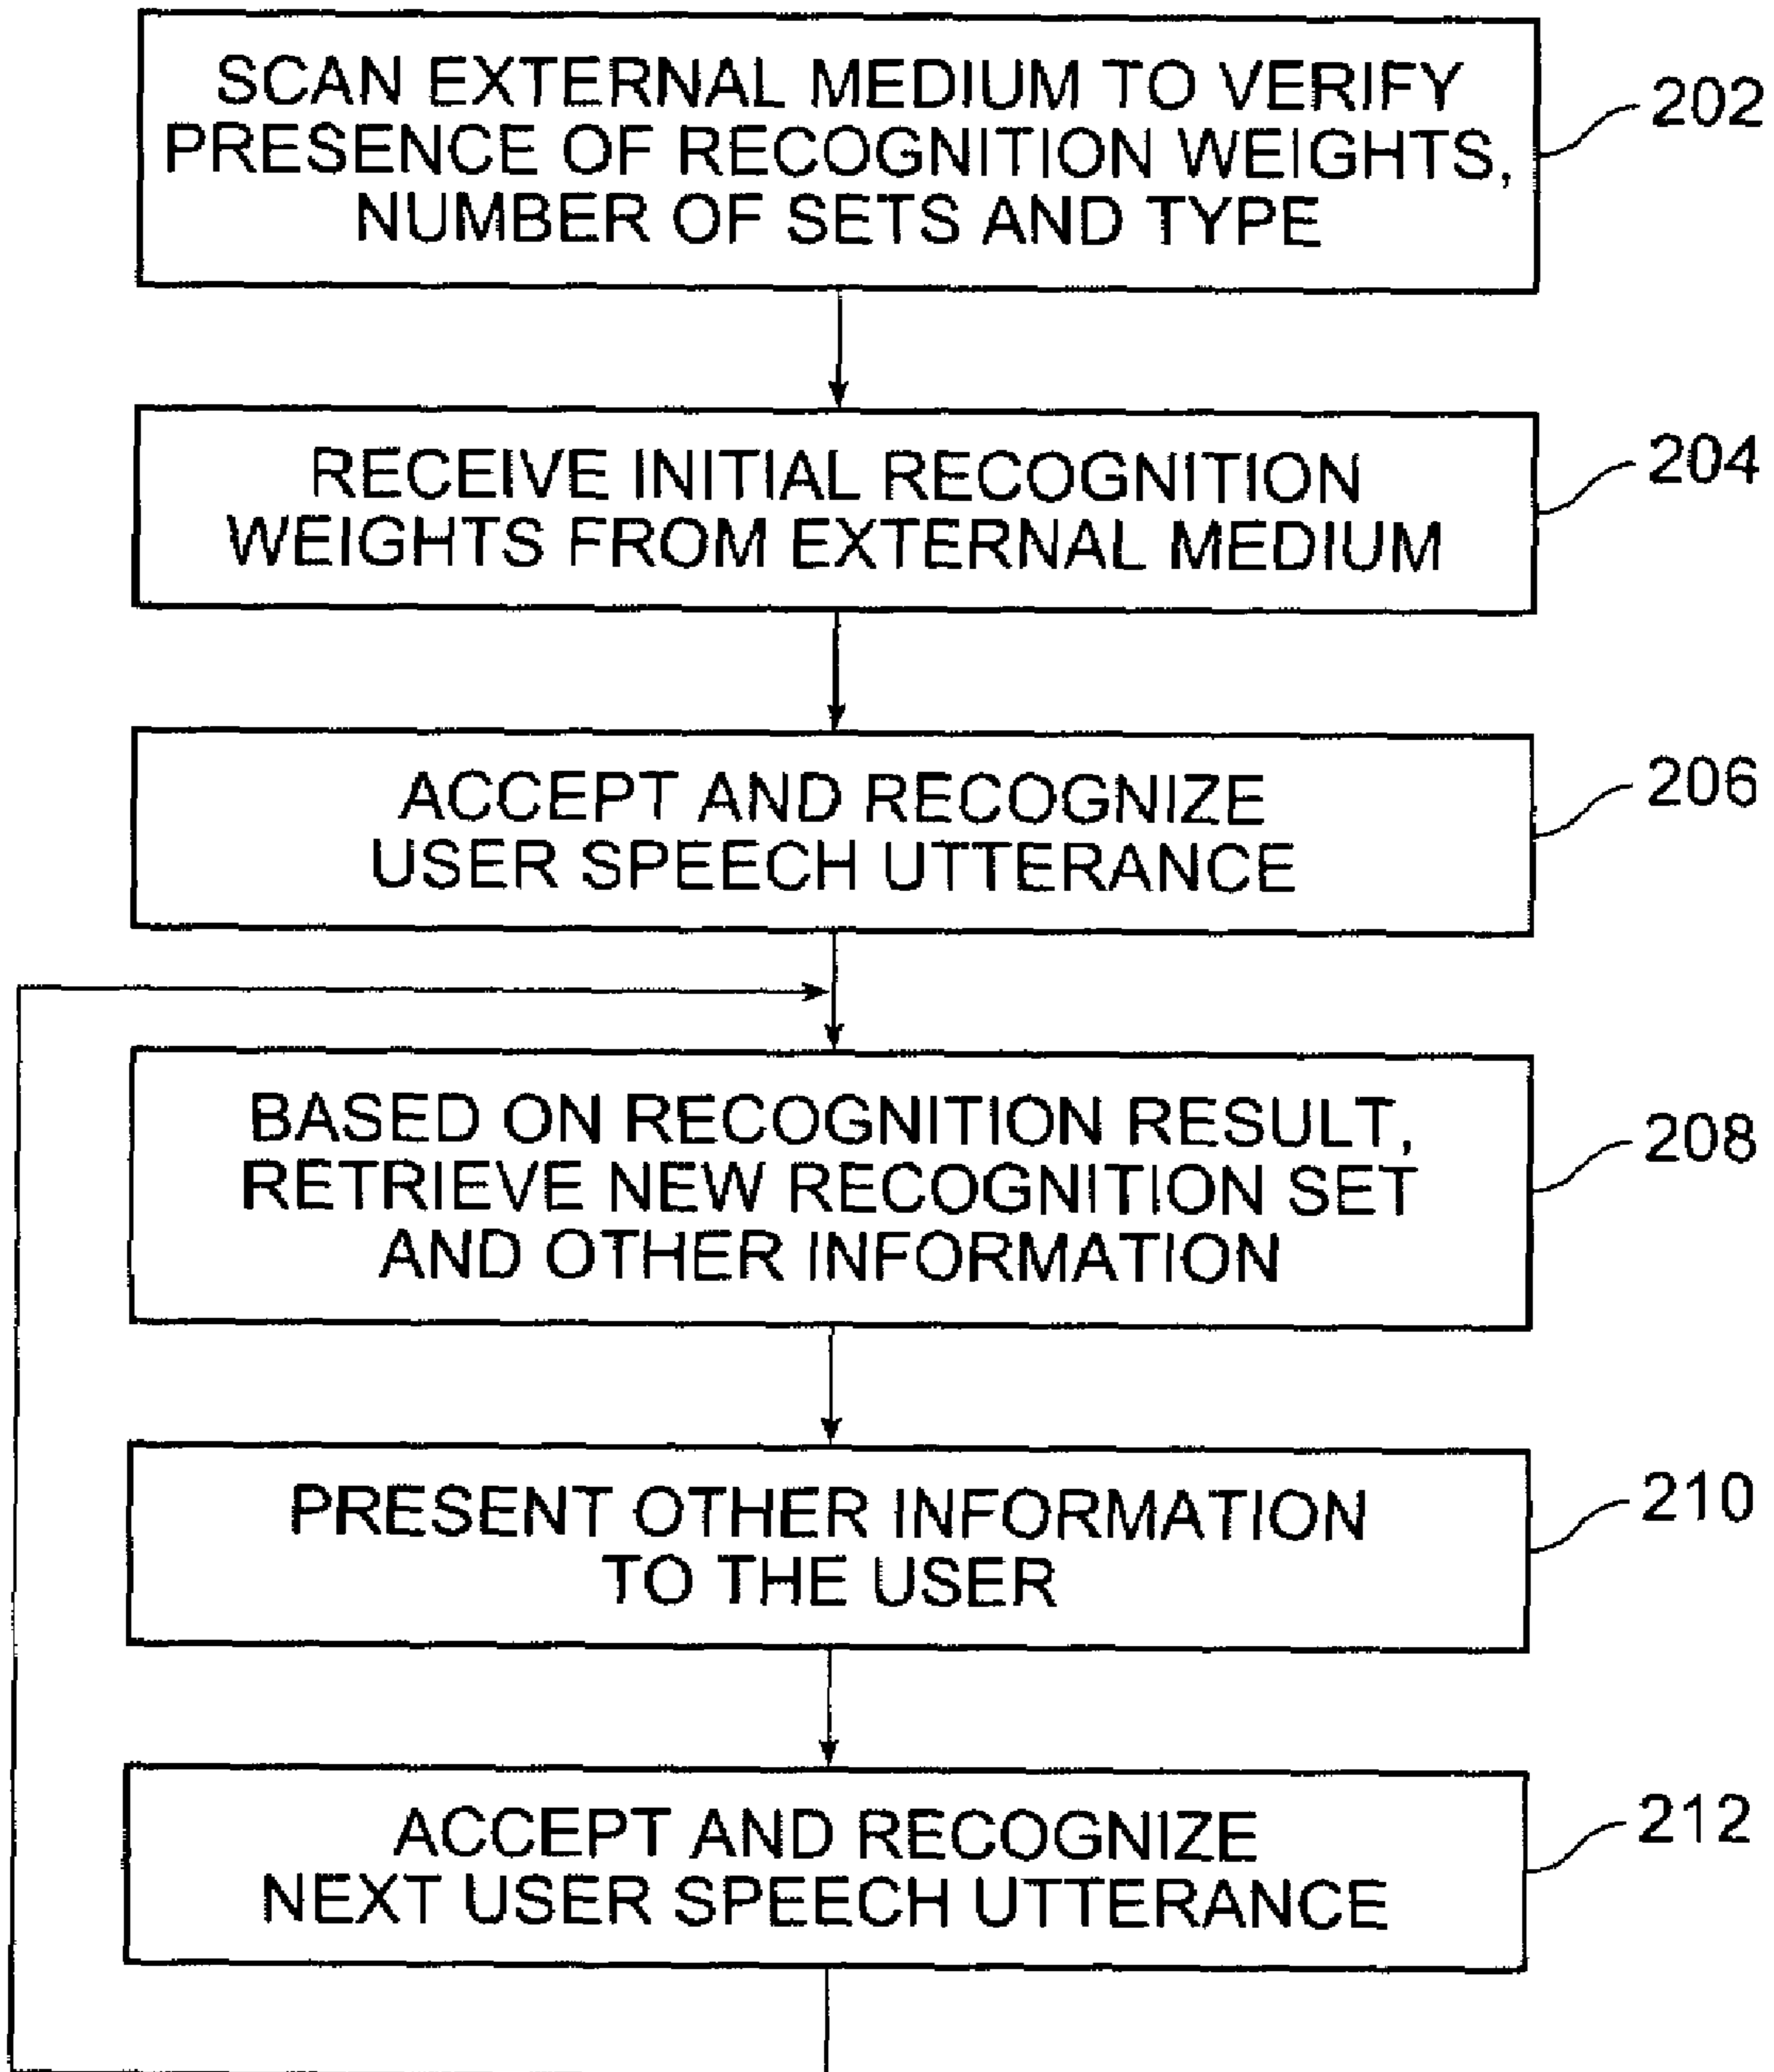 SCAN EXTERNAL MEDIUM TO VERIFY
PRESENCE OF RECOGNITION WEIGHTS,
NUMBER OF SETS AND TYPE
202
RECEIVE INITIAL RECOGNITION
WEIGHTS FROM EXTERNAL MEDIUM
204
ACCEPT AND RECOGNIZE
USER SPEECH UTTERANCE
206
BASED ON RECOGNITION RESULT,
RETRIEVE NEW RECOGNITION SET
AND OTHER INFORMATION
208
PRESENT OTHER INFORMATION
TO THE USER
210
ACCEPT AND RECOGNIZE
NEXT USER SPEECH UTTERANCE
212